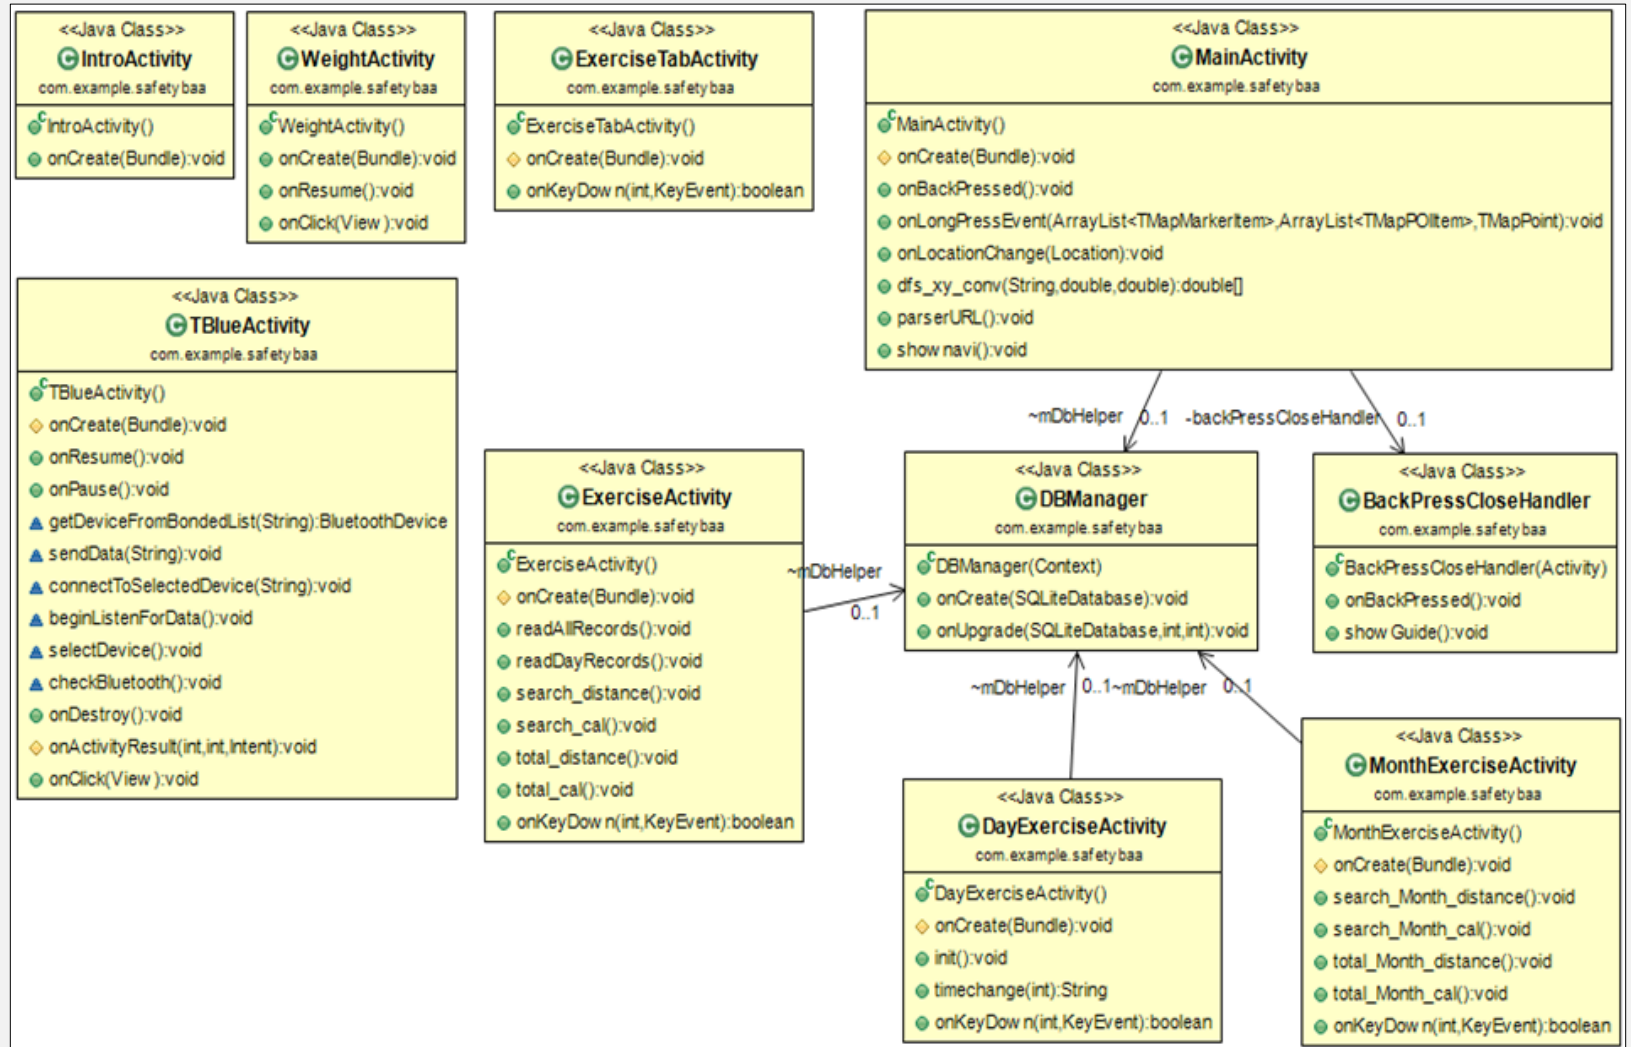 <<Java Class>>
IntroActivity
com.example.safetybaa
IntroActivity()
onCreate(Bundle):void
<<Java Class>>
WeightActivity
com.example.safetybaa
WeightActivity()
onCreate(Bundle):void
onResume():void
onClick(View):void
<<Java Class>>
ExerciseTabActivity
com.example.safetybaa
ExerciseTabActivity()
onCreate(Bundle):void
onKeyDown(int,KeyEvent):boolean
<<Java Class>>
MainActivity
com.example.safetybaa
MainActivity()
onCreate(Bundle):void
onBackPressed():void
onLongPressEvent(ArrayList<TMapMarkerItem>,ArrayList<TMapPOIItem>,TMapPoint):void
onLocationChange(Location):void
dfs_xy_conv(String,double,double):double[]
parserURL():void
shownavi():void
<<Java Class>>
TBlueActivity
com.example.safetybaa
TBlueActivity()
onCreate(Bundle):void
onResume():void
onPause():void
getDeviceFromBondedList(String):BluetoothDevice
sendData(String):void
connectToSelectedDevice(String):void
beginListenForData():void
selectDevice():void
checkBluetooth():void
onDestroy():void
onActivityResult(int,int,Intent):void
onClick(View):void
~mDbHelper 0..1
-backPressCloseHandler 0..1
<<Java Class>>
ExerciseActivity
com.example.safetybaa
ExerciseActivity()
onCreate(Bundle):void
readAllRecords():void
readDayRecords():void
search_distance():void
search_cal():void
total_distance():void
total_cal():void
onKeyDown(int,KeyEvent):boolean
~mDbHelper
0..1
<<Java Class>>
DBManager
com.example.safetybaa
DBManager(Context)
onCreate(SQLiteDatabase):void
onUpgrade(SQLiteDatabase,int,int):void
<<Java Class>>
BackPressCloseHandler
com.example.safetybaa
BackPressCloseHandler(Activity)
onBackPressed():void
showGuide():void
~mDbHelper 0..1
~mDbHelper 0..1
<<Java Class>>
DayExerciseActivity
com.example.safetybaa
DayExerciseActivity()
onCreate(Bundle):void
init():void
timechange(int):String
onKeyDown(int,KeyEvent):boolean
<<Java Class>>
MonthExerciseActivity
com.example.safetybaa
MonthExerciseActivity()
onCreate(Bundle):void
search_Month_distance():void
search_Month_cal():void
total_Month_distance():void
total_Month_cal():void
onKeyDown(int,KeyEvent):boolean